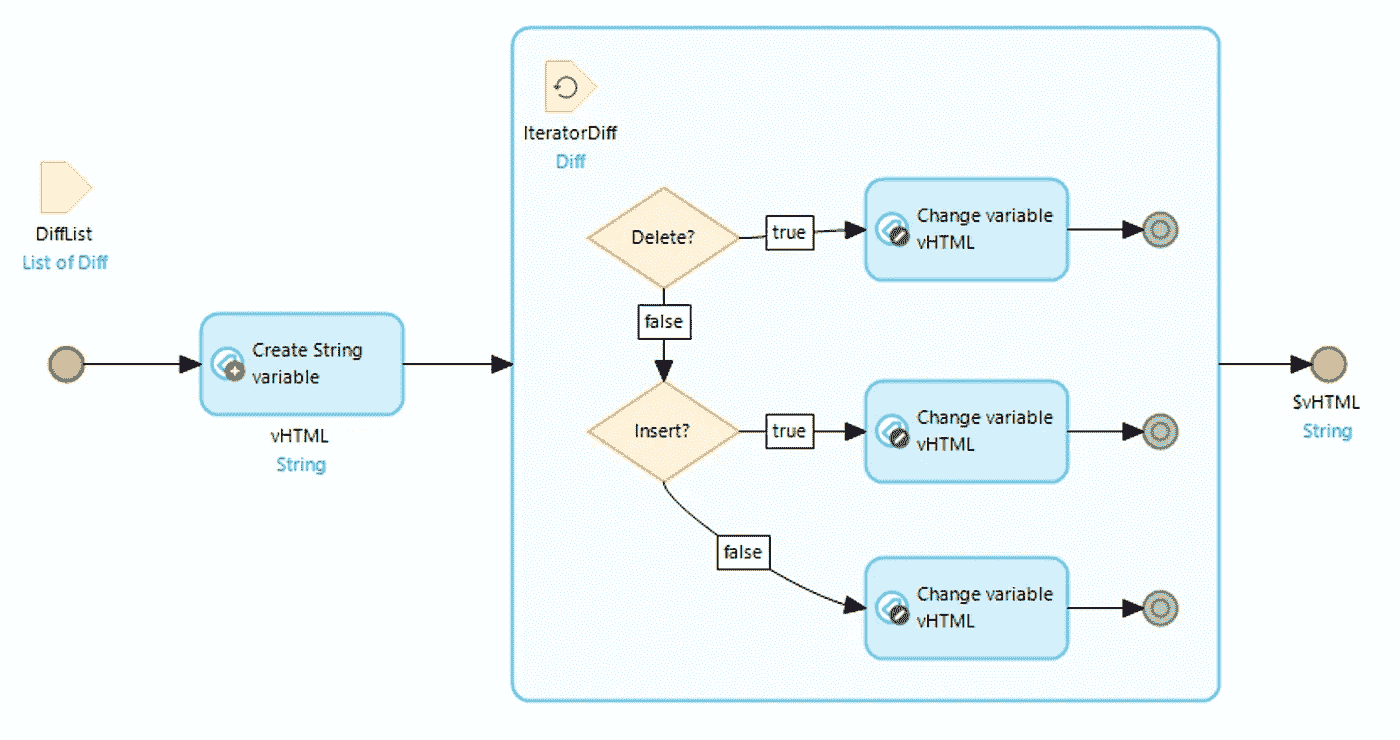 IteratorDiff
Diff
DiffList
List of Diff
Delete?
true
Change variable
vHTML
false
Create String
variable
vHTML
String
Insert?
true
Change variable
vHTML
$vHTML
String
false
Change variable
vHTML